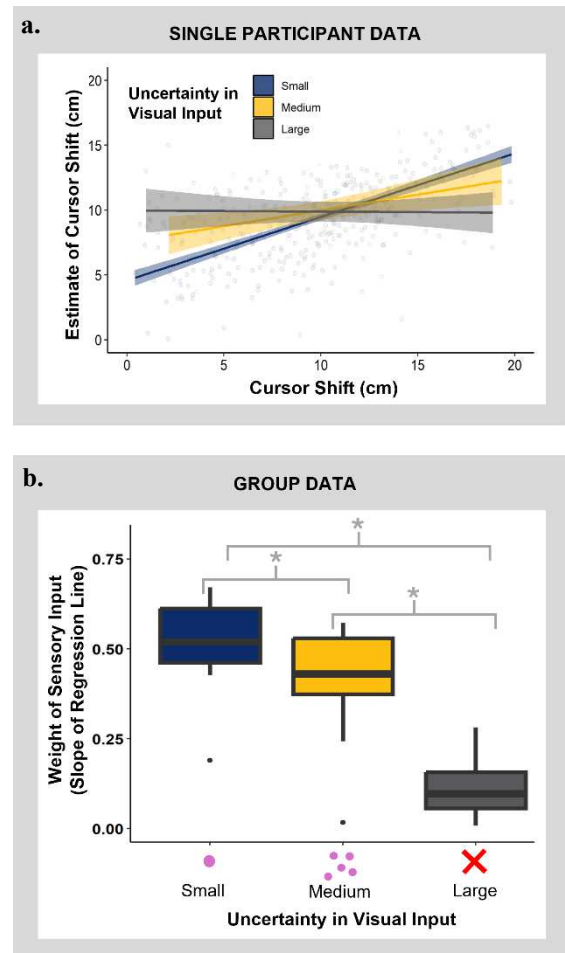 a.
SINGLE PARTICIPANT DATA
Uncertainty in
Visual Input
Small
Medium
Large
Estimate of Cursor Shift (cm)
20
15
10
5
0
0 5 10 15 20
Cursor Shift (cm)
b.
GROUP DATA
Weight of Sensory Input
(Slope of Regression Line)
0.75
0.50
0.25
0.00
*
*
*
Small Medium Large
Uncertainty in Visual Input